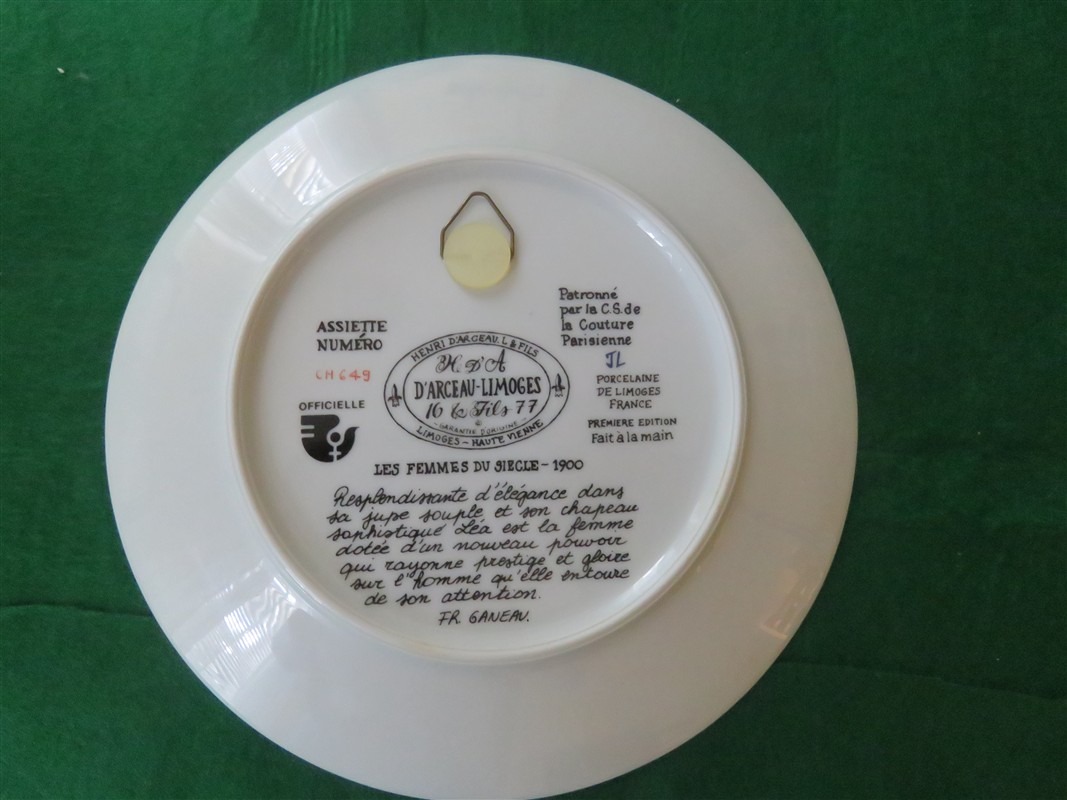 Patronné
par la C.S. de
la Couture
Parisienne
JL
ASSIETTE
NUMÉRO
CH 649
OFFICIELLE
HENRI D'ARCEAU. L & FILS
H. D'A
D'ARCEAU-LIMOGES
16 & Fils 77
©
- GARANTIE D'ORIGINE -
LIMOGES - HAUTE VIENNE
PORCELAINE
DE LIMOGES
FRANCE
PREMIERE EDITION
Fait à la main
LES FEMMES DU SIECLE - 1900
Resplendissante d'élégance dans
sa jupe souple et son chapeau
sophistiqué Léa est la femme
dotée d'un nouveau pouvoir
qui rayonne prestige et gloire
sur l'homme qu'elle entoure
de son attention.
FR. GANEAU.